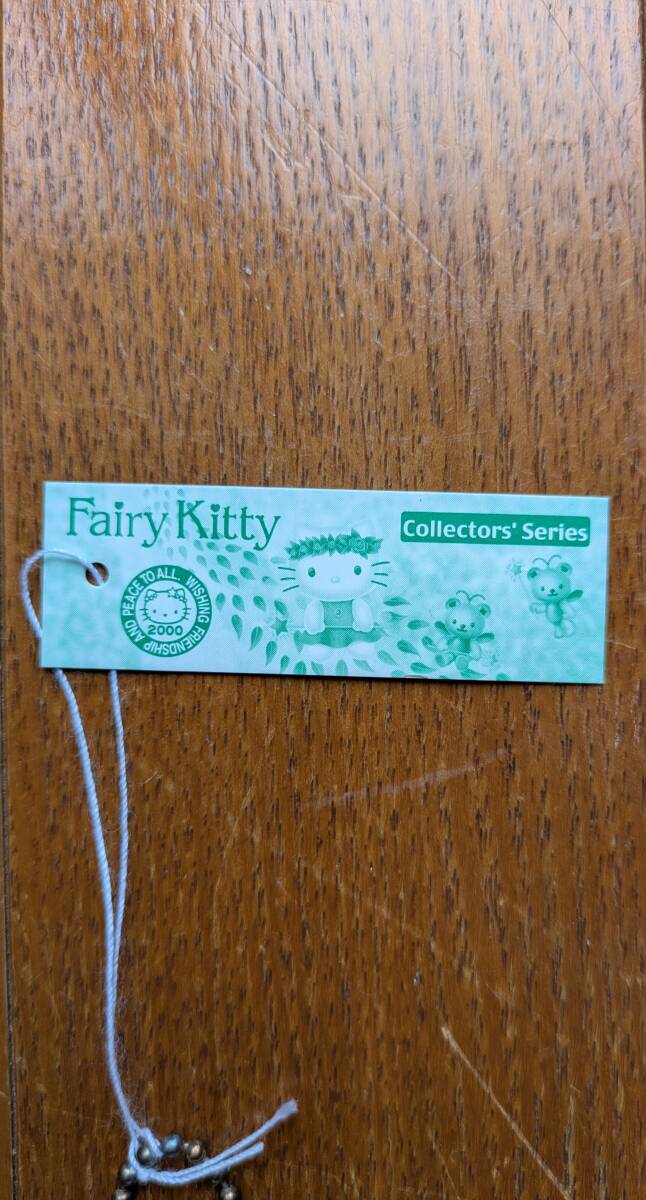 Fairy Kitty
Collectors' Series
WISHING FRIENDSHIP AND PEACE TO ALL.
2000